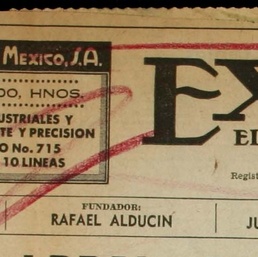 MEXICO, S.A.
DO, HNOS.
USTRIALES Y
TE Y PRECISION
O No. 715
10 LINEAS
EX
EL
Regist
FUNDADOR:
RAFAEL ALDUCIN
JU